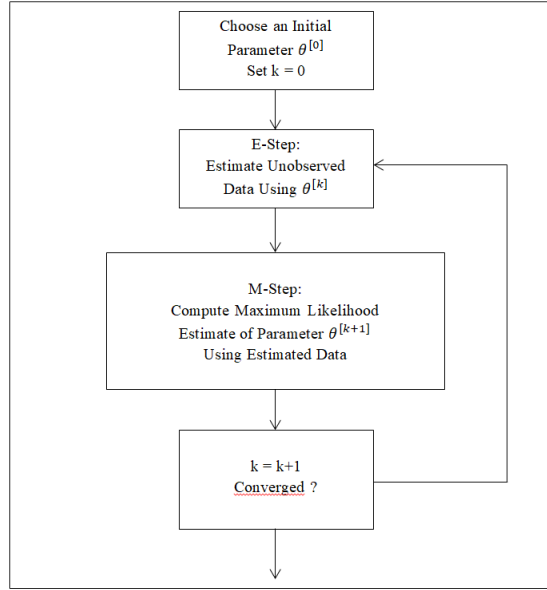 Choose an Initial
Parameter θ^[0]
Set k = 0
E-Step:
Estimate Unobserved
Data Using θ^[k]
M-Step:
Compute Maximum Likelihood
Estimate of Parameter θ^[k+1]
Using Estimated Data
k = k+1
Converged ?